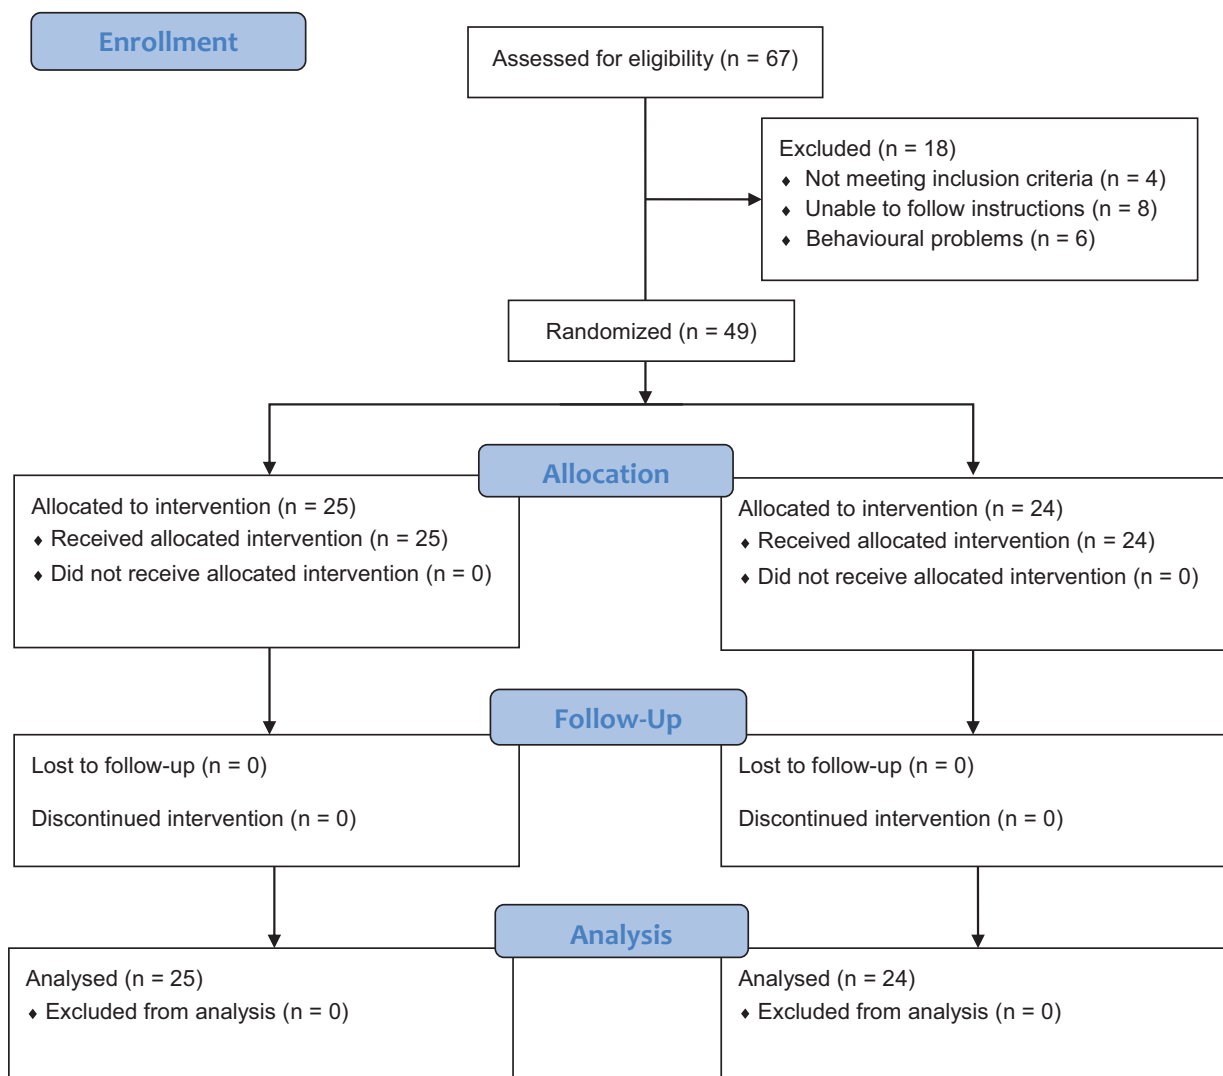 Enrollment
Assessed for eligibility (n = 67)
Excluded (n = 18)
♦ Not meeting inclusion criteria (n = 4)
♦ Unable to follow instructions (n = 8)
♦ Behavioural problems (n = 6)
Randomized (n = 49)
Allocation
Allocated to intervention (n = 25)
♦ Received allocated intervention (n = 25)
♦ Did not receive allocated intervention (n = 0)
Allocated to intervention (n = 24)
♦ Received allocated intervention (n = 24)
♦ Did not receive allocated intervention (n = 0)
Follow-Up
Lost to follow-up (n = 0)
Discontinued intervention (n = 0)
Lost to follow-up (n = 0)
Discontinued intervention (n = 0)
Analysis
Analysed (n = 25)
♦ Excluded from analysis (n = 0)
Analysed (n = 24)
♦ Excluded from analysis (n = 0)